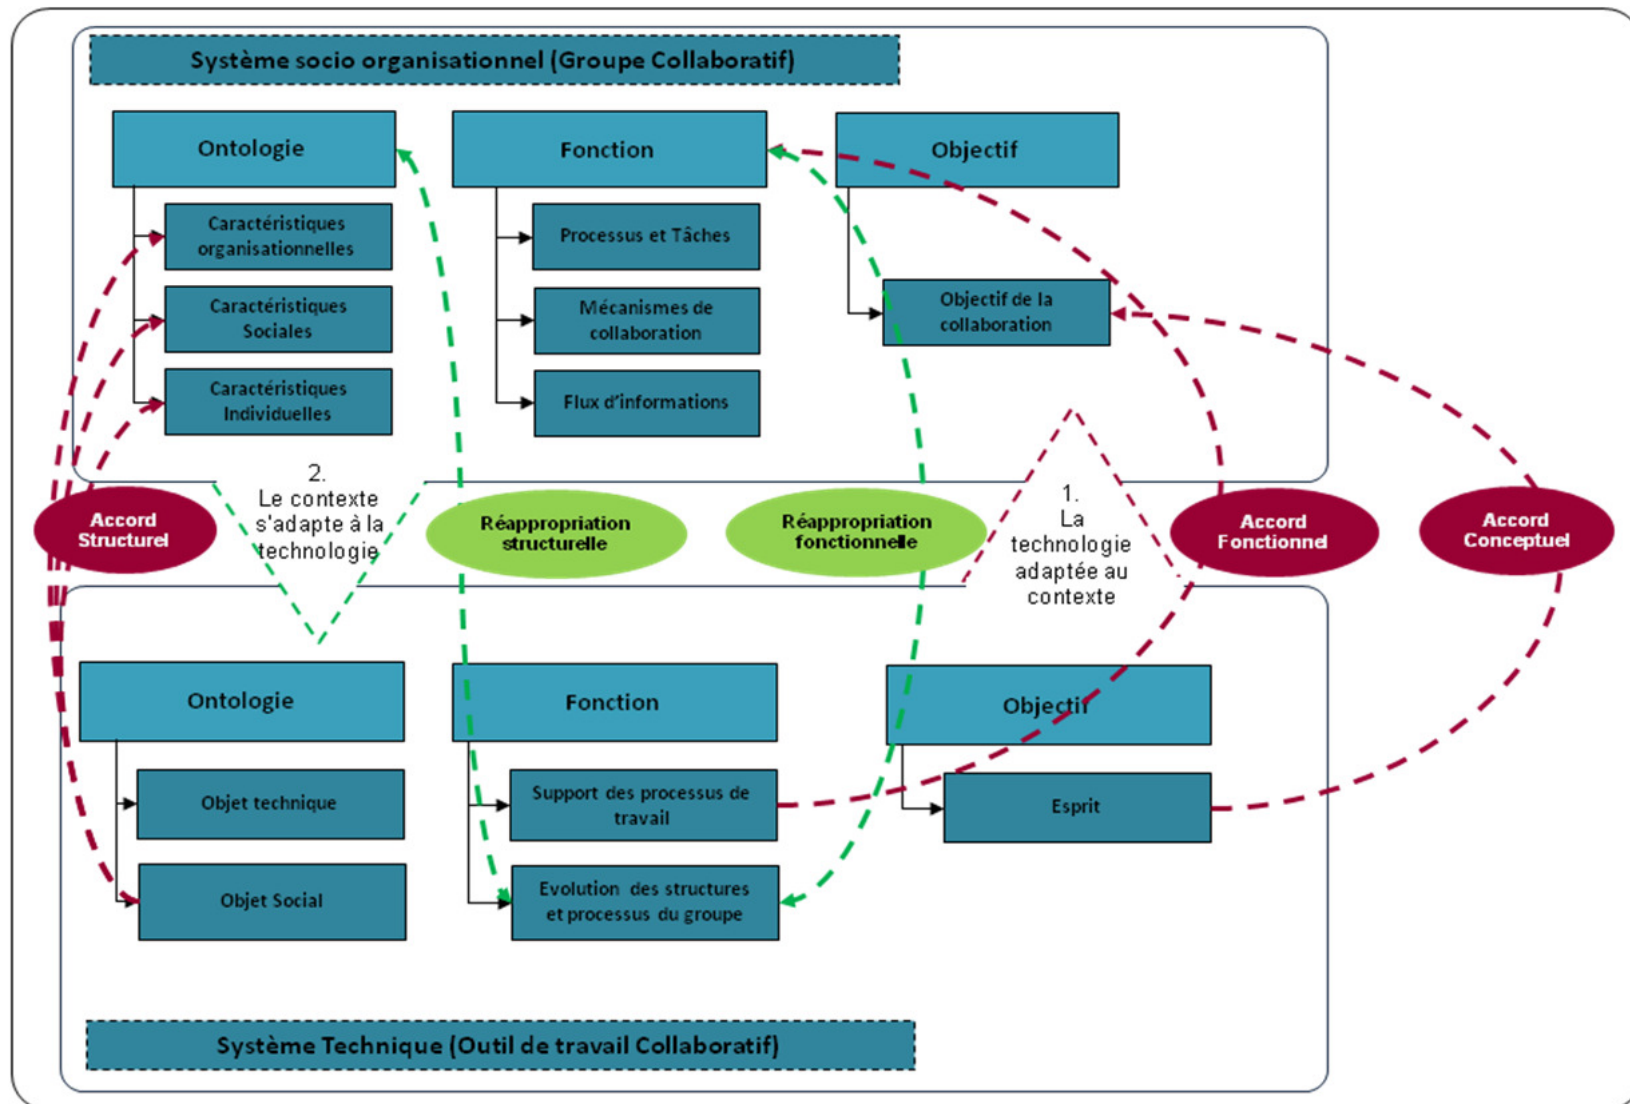 Système socio organisationnel (Groupe Collaboratif)
Ontologie
Fonction
Objectif
Caractéristiques
organisationnelles
Processus et Tâches
Caractéristiques
Sociales
Mécanismes de
collaboration
Objectif de la
collaboration
Caractéristiques
Individuelles
Flux d'informations
2.
Le contexte
s'adapte à la
technologie
1.
La
technologie
adaptée au
contexte
Accord
Structurel
Réappropriation
structurelle
Réappropriation
fonctionnelle
Accord
Fonctionnel
Accord
Conceptuel
Ontologie
Fonction
Objectif
Objet technique
Support des processus de
travail
Esprit
Objet Social
Evolution des structures
et processus du groupe
Système Technique (Outil de travail Collaboratif)